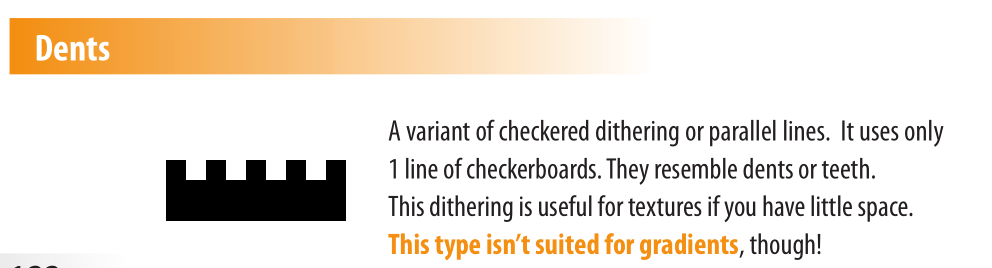 Dents
A variant of checkered dithering or parallel lines.  It uses only
1 line of checkerboards. They resemble dents or teeth.
This dithering is useful for textures if you have little space.
This type isn’t suited for gradients, though!